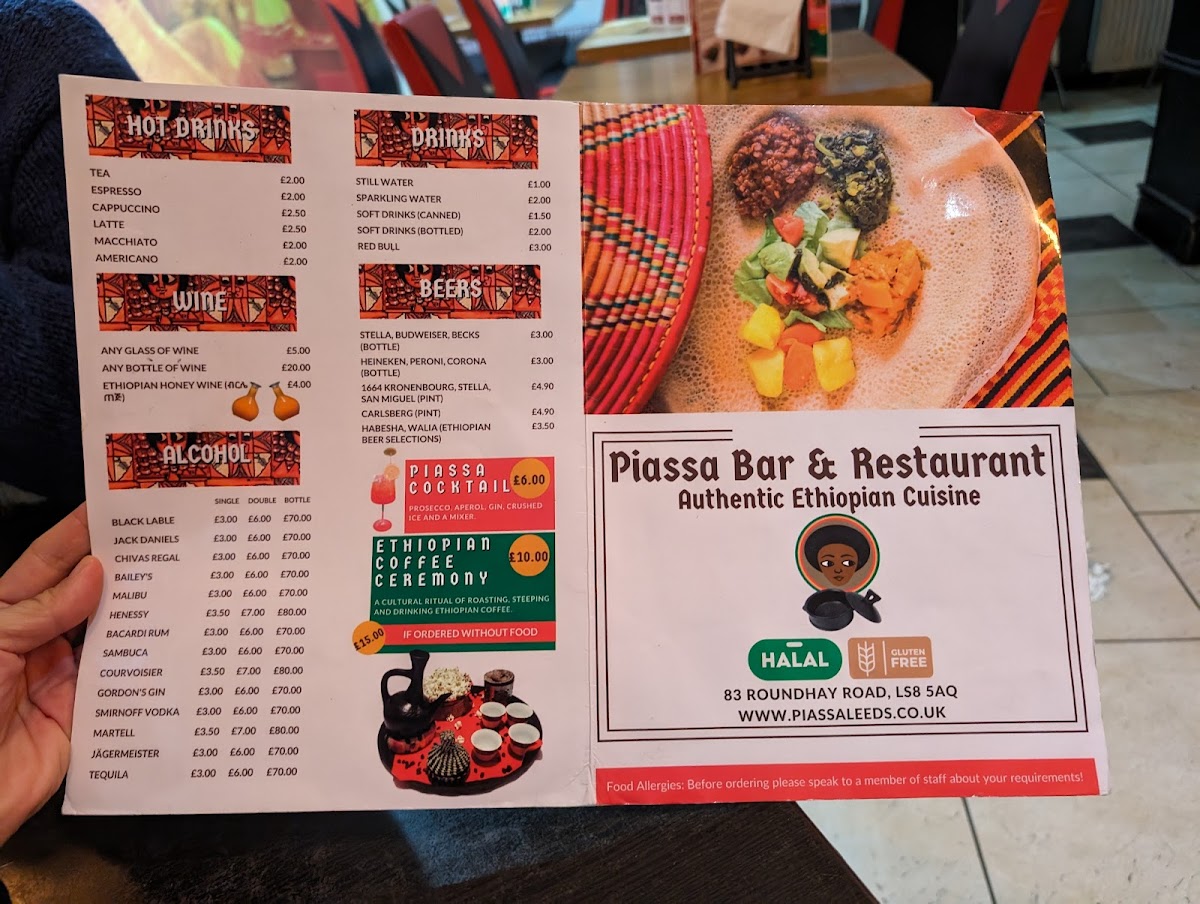 HOT DRINKS
TEA £2.00
ESPRESSO £2.00
CAPPUCCINO £2.50
LATTE £2.50
MACCHIATO £2.00
AMERICANO £2.00
WINE
ANY GLASS OF WINE £5.00
ANY BOTTLE OF WINE £20.00
ETHIOPIAN HONEY WINE £4.00
ALCOHOL
SINGLE DOUBLE BOTTLE
BLACK LABLE £3.00 £6.00 £70.00
JACK DANIELS £3.00 £6.00 £70.00
CHIVAS REGAL £3.00 £6.00 £70.00
BAILEY'S £3.00 £6.00 £70.00
MALIBU £3.00 £6.00 £70.00
HENESSY £3.50 £7.00 £80.00
BACARDI RUM £3.00 £6.00 £70.00
SAMBUCA £3.00 £6.00 £70.00
COURVOISIER £3.50 £7.00 £80.00
GORDON'S GIN £3.00 £6.00 £70.00
SMIRNOFF VODKA £3.00 £6.00 £70.00
MARTELL £3.50 £7.00 £80.00
JÄGERMEISTER £3.00 £6.00 £70.00
TEQUILA £3.00 £6.00 £70.00
DRINKS
STILL WATER £1.00
SPARKLING WATER £2.00
SOFT DRINKS (CANNED) £1.50
SOFT DRINKS (BOTTLED) £2.00
RED BULL £3.00
BEERS
STELLA, BUDWEISER, BECKS £3.00
(BOTTLE)
HEINEKEN, PERONI, CORONA £3.00
(BOTTLE)
1664 KRONENBOURG, STELLA, £4.90
SAN MIGUEL (PINT)
CARLSBERG (PINT) £4.90
HABESHA, WALIA (ETHIOPIAN £3.50
BEER SELECTIONS)
PIASSA
COCKTAIL £6.00
PROSECCO, APEROL, GIN, CRUSHED
ICE AND A MIXER.
ETHIOPIAN
COFFEE £10.00
CEREMONY
A CULTURAL RITUAL OF ROASTING, STEEPING
AND DRINKING ETHIOPIAN COFFEE.
£15.00 IF ORDERED WITHOUT FOOD
Piassa Bar & Restaurant
Authentic Ethiopian Cuisine
HALAL
GLUTEN
FREE
83 ROUNDHAY ROAD, LS8 5AQ
WWW.PIASSALEEDS.CO.UK
Food Allergies: Before ordering please speak to a member of staff about your requirements!